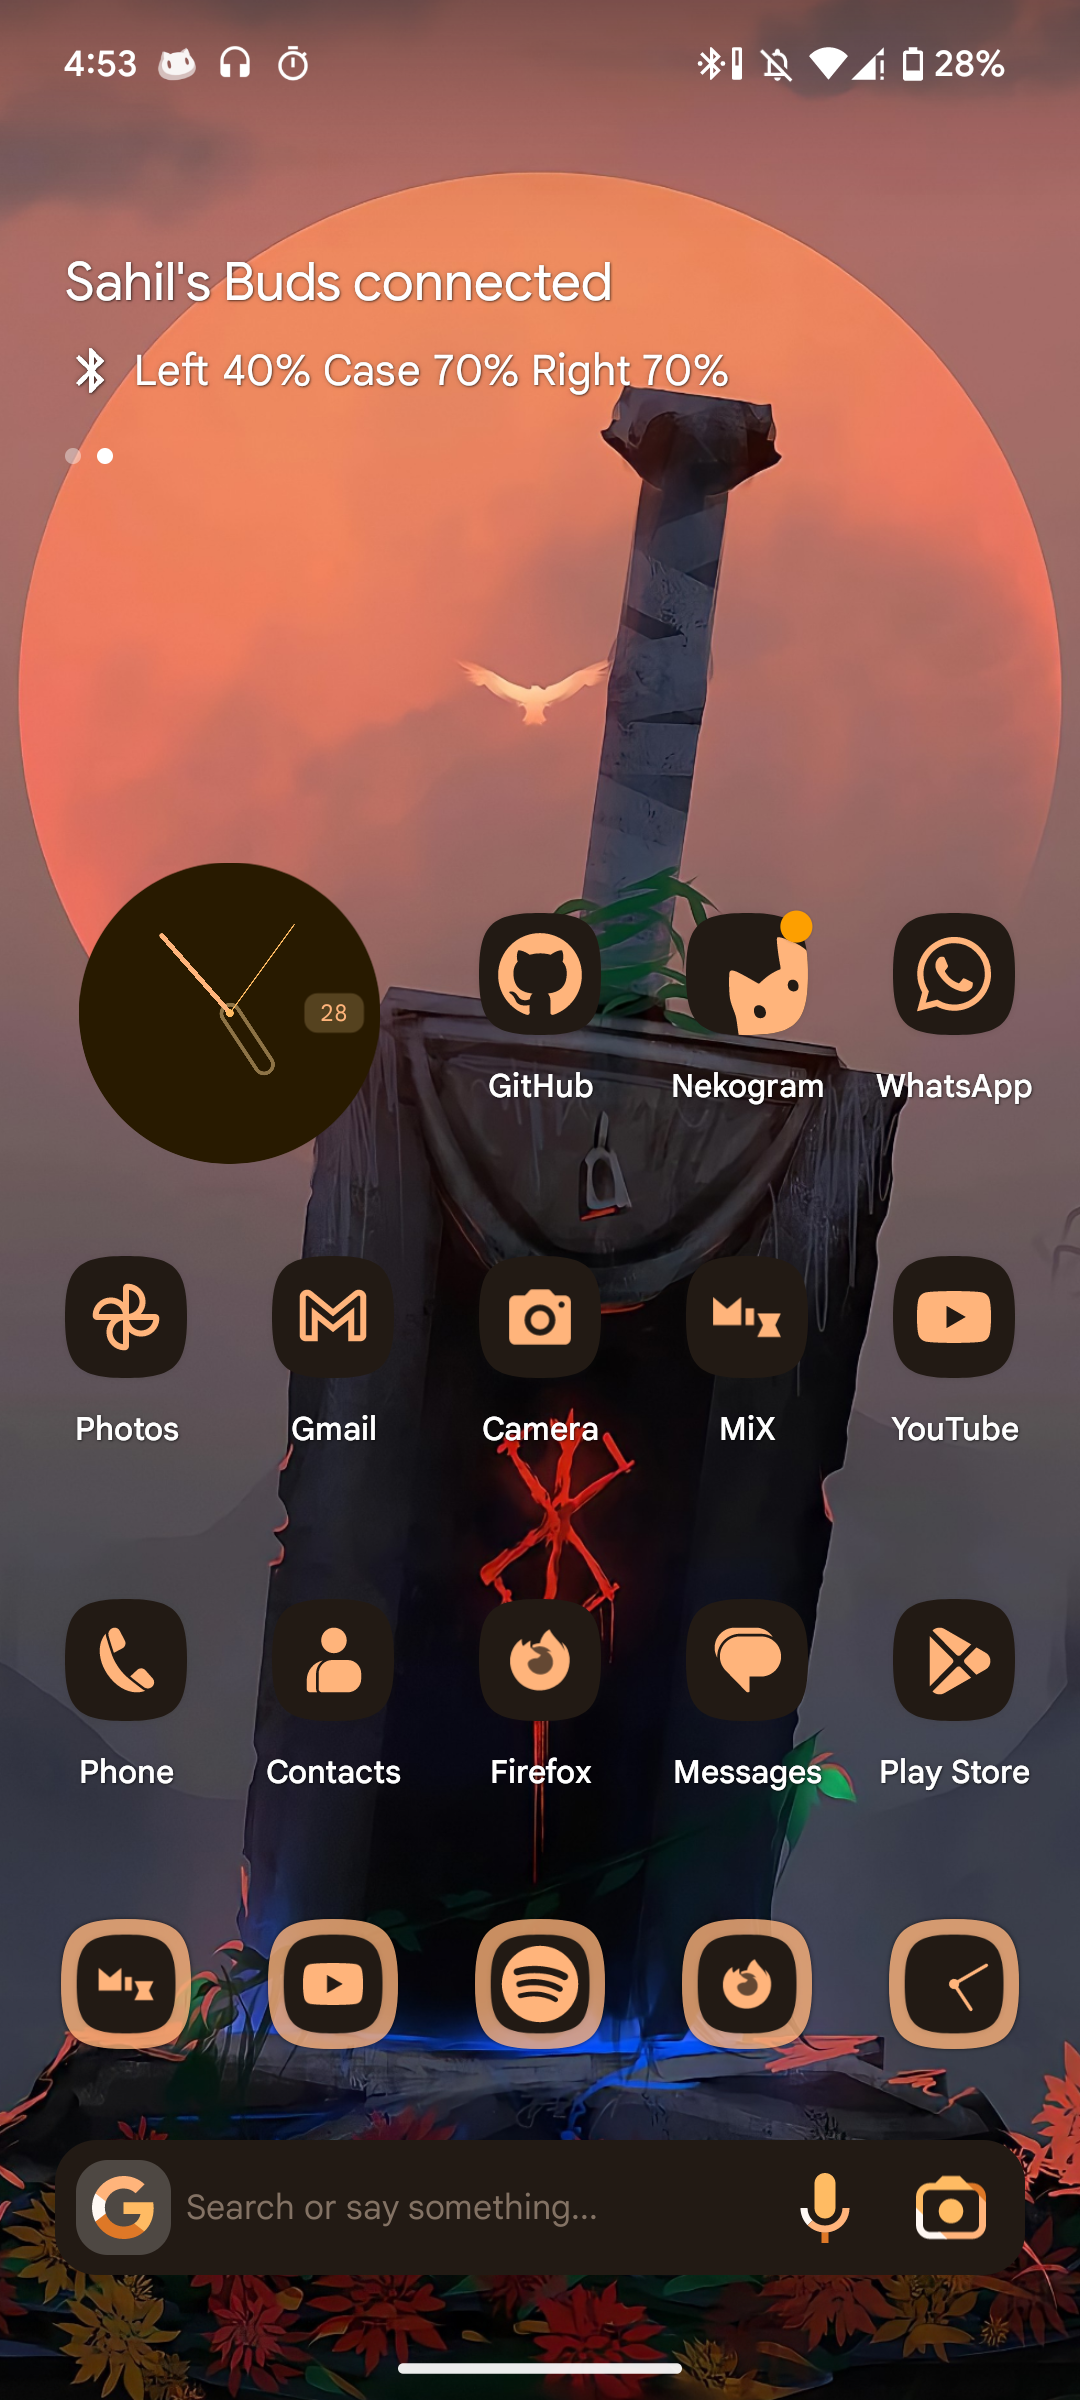 4:53
28%
Sahil's Buds connected
Left 40% Case 70% Right 70%
28
GitHub Nekogram WhatsApp
Photos Gmail Camera MiX YouTube
Phone Contacts Firefox Messages Play Store
Search or say something...